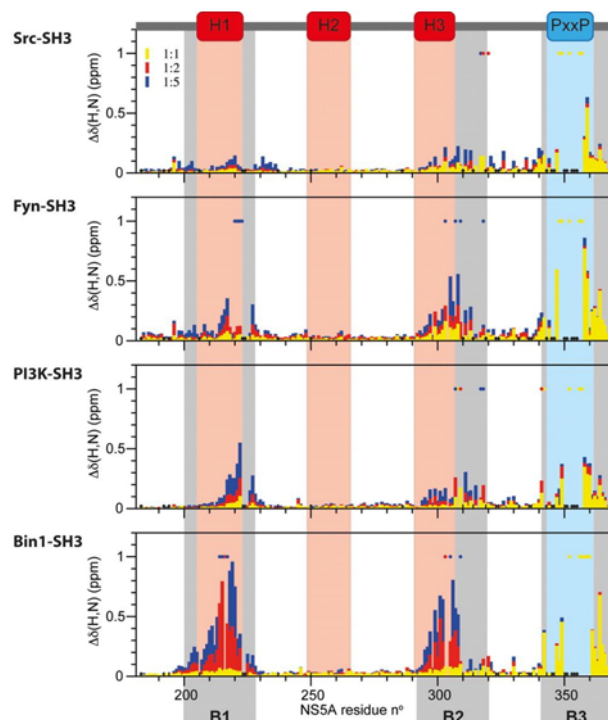 H1 H2 H3 PxxP
Src-SH3
1:1
1:2
1:5
Δδ(H,N) (ppm)
1
0.5
0
Fyn-SH3
Δδ(H,N) (ppm)
1
0.5
0
PI3K-SH3
Δδ(H,N) (ppm)
1
0.5
0
Bin1-SH3
Δδ(H,N) (ppm)
1
0.5
0
200 250 300 350
NS5A residue n°
B1 B2 B3